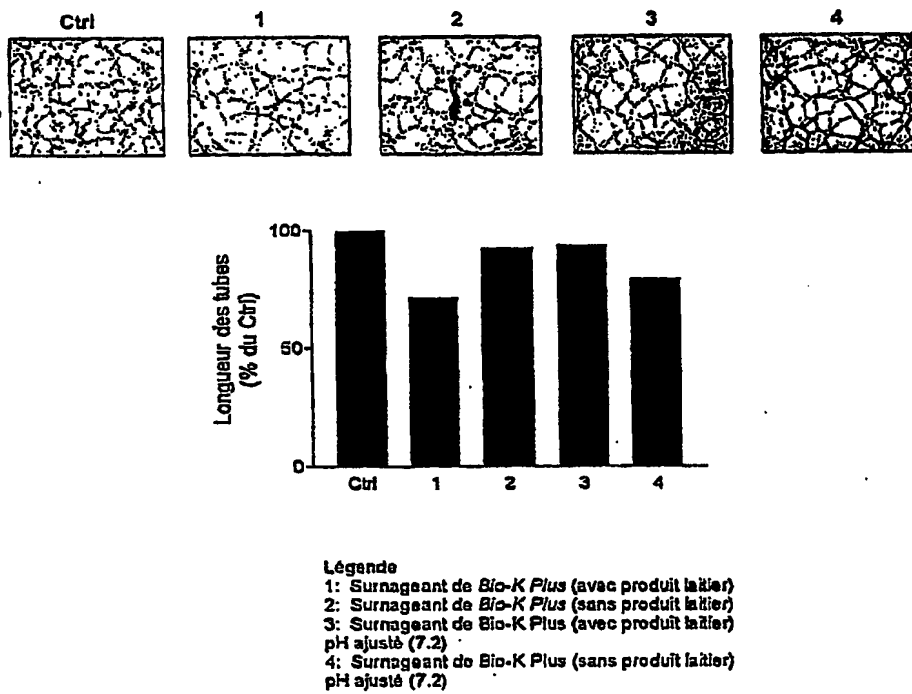 Ctrl 1 2 3 4
100
50
0
Longueur des tubes
(% du Ctrl)
Ctrl 1 2 3 4
Légende
1: Surnageant de Bio-K Plus (avec produit laitier)
2: Surnageant de Bio-K Plus (sans produit laitier)
3: Surnageant de Bio-K Plus (avec produit laitier)
pH ajusté (7.2)
4: Surnageant de Bio-K Plus (sans produit laitier)
pH ajusté (7.2)